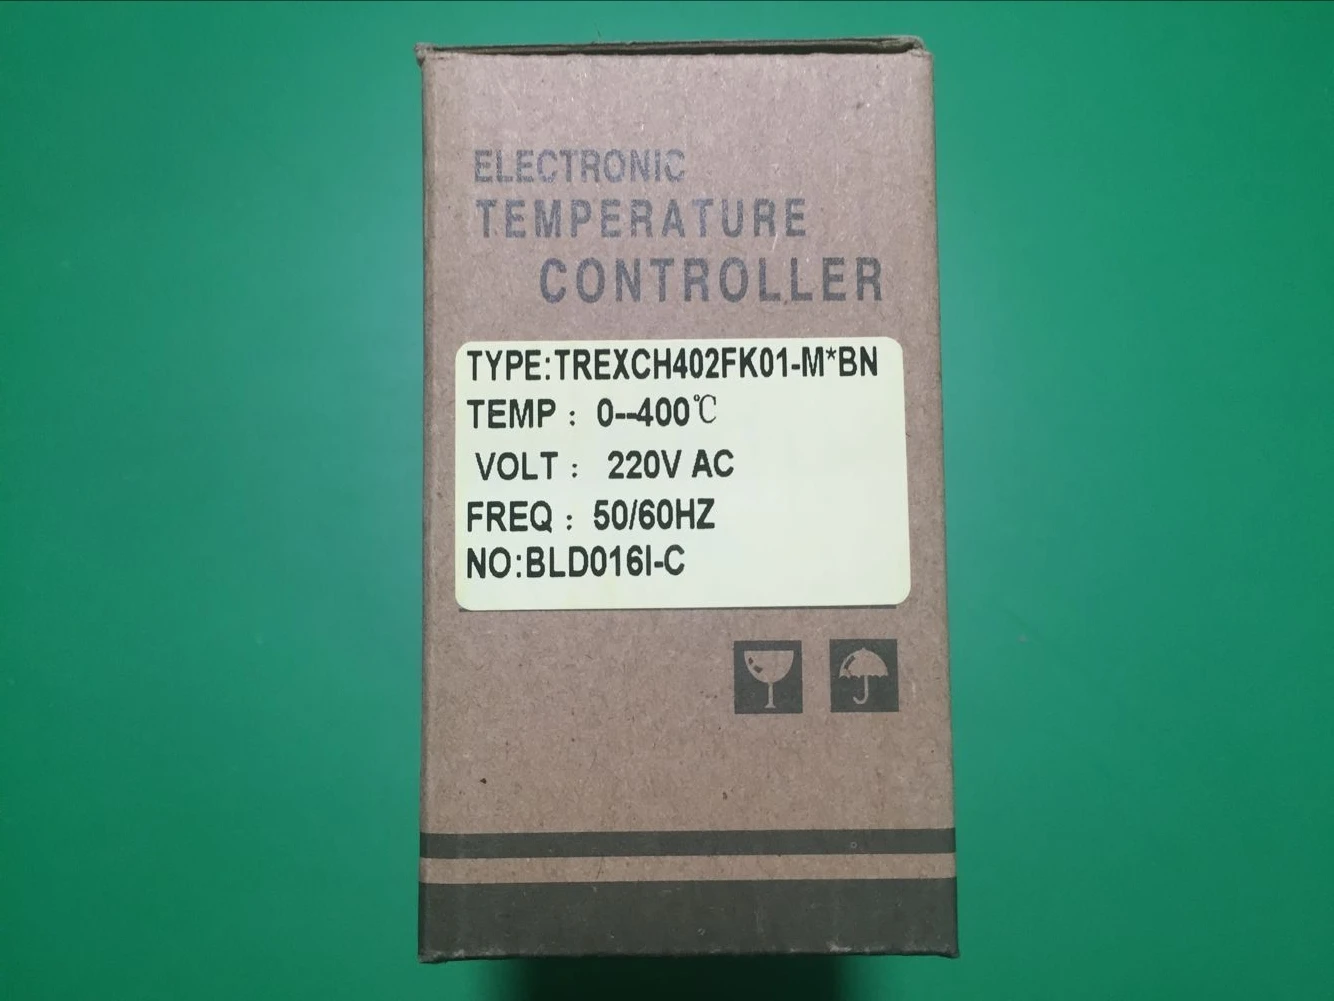 ELECTRONIC
TEMPERATURE
CONTROLLER
TYPE:TREXCH402FK01-M*BN
TEMP : 0--400℃
VOLT : 220V AC
FREQ : 50/60HZ
NO:BLD016I-C